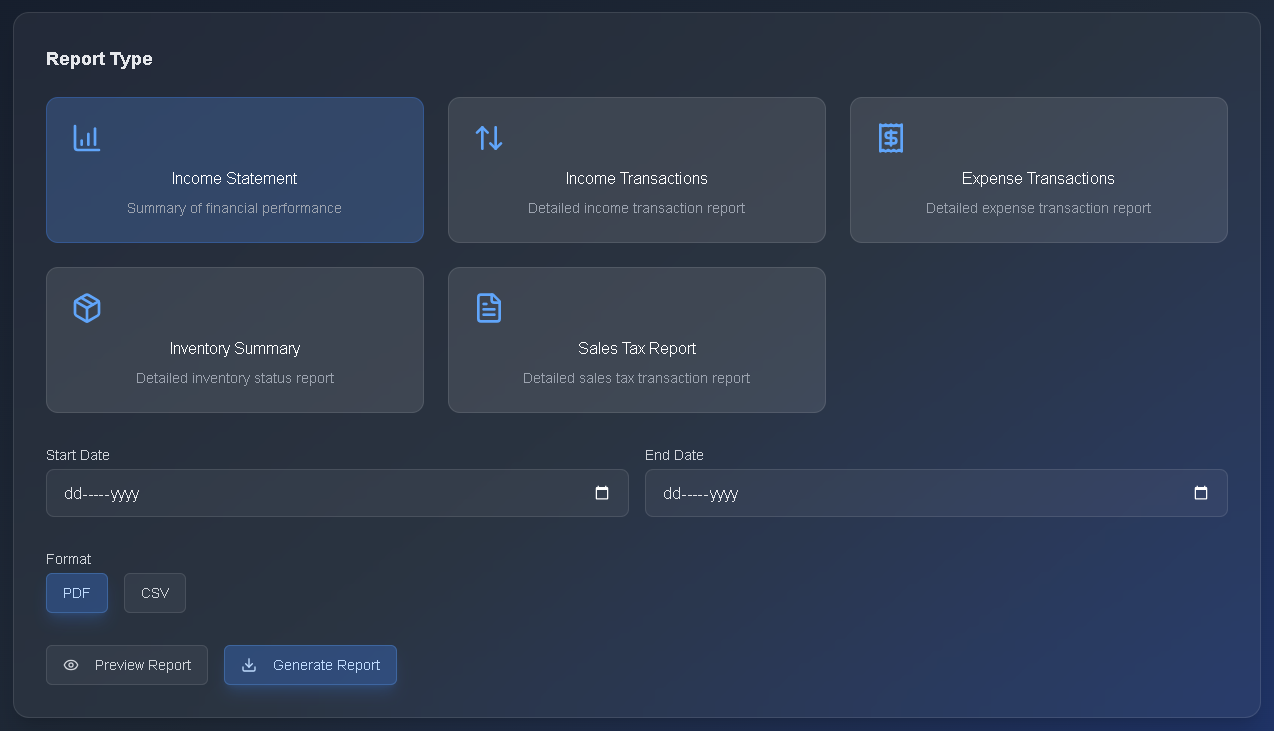 Report Type
Income Statement
Summary of financial performance
Income Transactions
Detailed income transaction report
Expense Transactions
Detailed expense transaction report
Inventory Summary
Detailed inventory status report
Sales Tax Report
Detailed sales tax transaction report
Start Date
End Date
dd-----yyyy
dd-----yyyy
Format
PDF
CSV
Preview Report
Generate Report